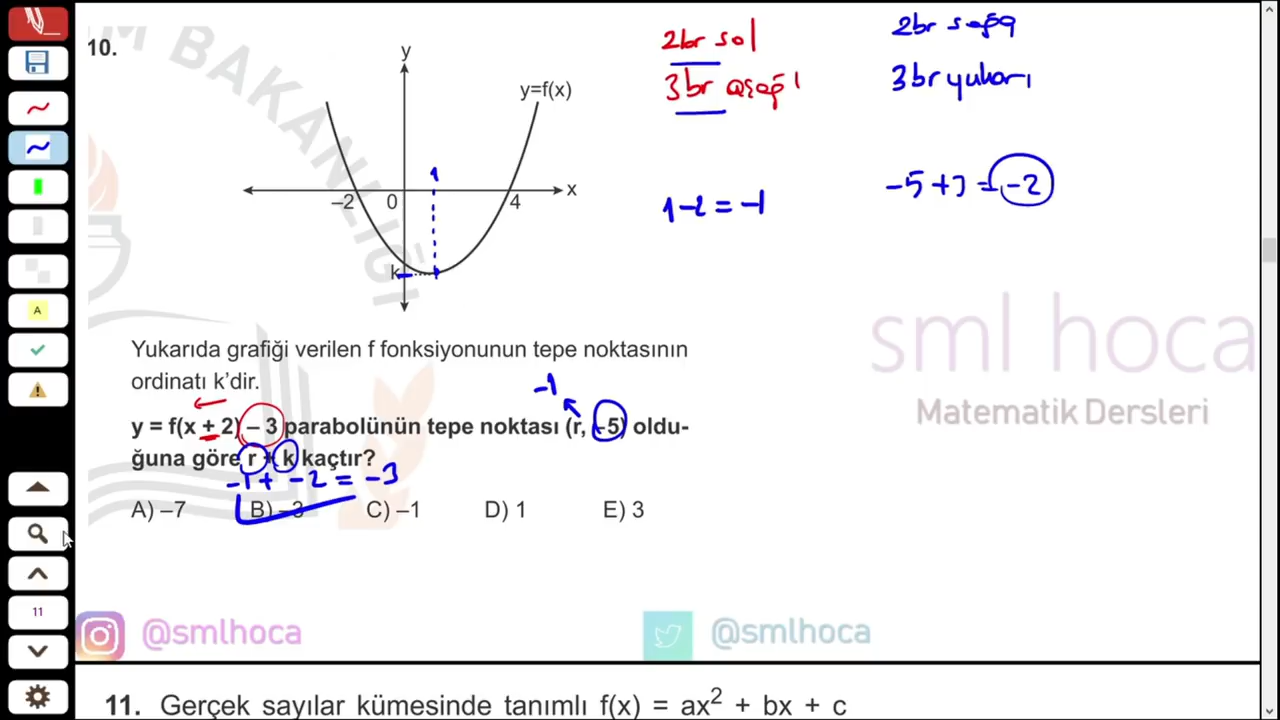 10.
M BAKANLIĞI
y
y=f(x)
1
x
–2
0
4
k
2br sol
3br aşağı
2br sağa
3br yukarı
1-2 = -1
-5+3 = -2
Yukarıda grafiği verilen f fonksiyonunun tepe noktasının
ordinatı k’dir.
-1
y = f(x + 2) – 3 parabolünün tepe noktası (r, –5) oldu-
ğuna göre r + k kaçtır?
-1 + -2 = -3
A) –7 B) –3 C) –1 D) 1 E) 3
sml hoca
Matematik Dersleri
@smlhoca
@smlhoca
A
11
11. Gerçek sayılar kümesinde tanımlı f(x) = ax² + bx + c